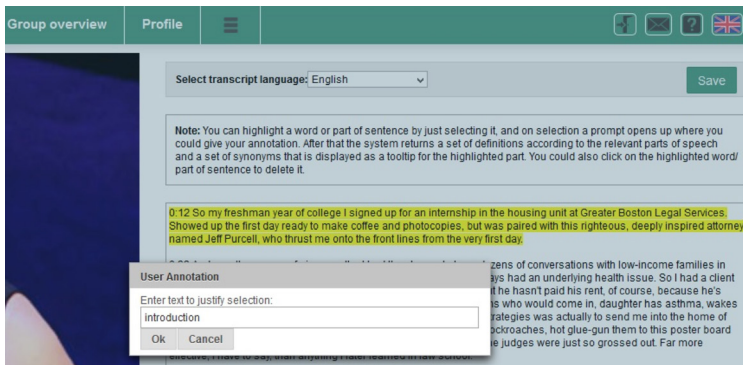 Group overview Profile
Select transcript language: English Save
Note: You can highlight a word or part of sentence by just selecting it, and on selection a prompt opens up where you
could give your annotation. After that the system returns a set of definitions according to the relevant parts of speech
and a set of synonyms that is displayed as a tooltip for the highlighted part. You could also click on the highlighted word/
part of sentence to delete it.
0:12 So my freshman year of college I signed up for an internship in the housing unit at Greater Boston Legal Services.
Showed up the first day ready to make coffee and photocopies, but was paired with this righteous, deeply inspired attorney
named Jeff Purcell, who thrust me onto the front lines from the very first day.
zens of conversations with low-income families in
ays had an underlying health issue. So I had a client
t he hasn't paid his rent, of course, because he's
ns who would come in, daughter has asthma, wakes
trategies was actually to send me into the home of
ockroaches, hot glue-gun them to this poster board
e judges were just so grossed out. Far more
effective, I have to say, than anything I later learned in law school.
User Annotation
Enter text to justify selection:
introduction
Ok Cancel